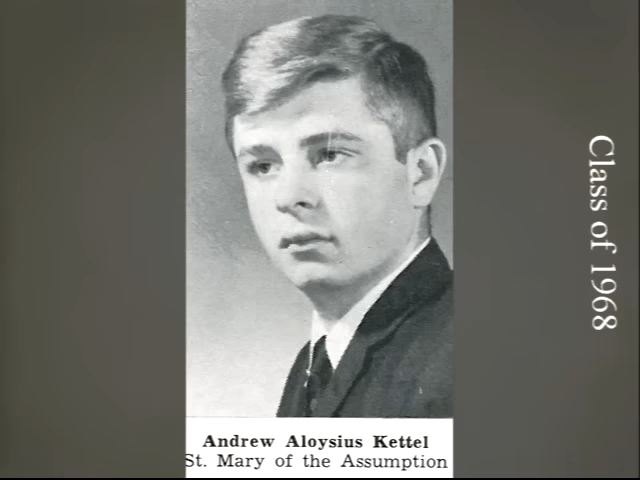 Andrew Aloysius Kettel
St. Mary of the Assumption
Class of 1968